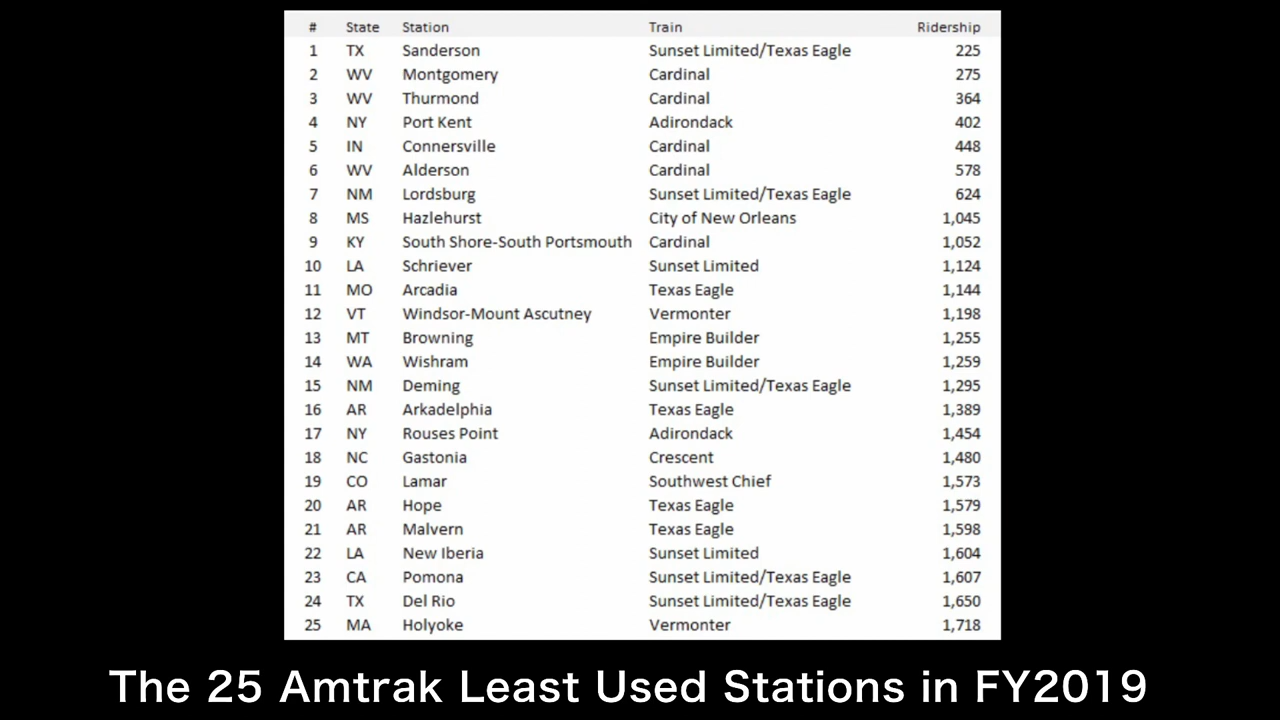 # State Station Train Ridership
1 TX Sanderson Sunset Limited/Texas Eagle 225
2 WV Montgomery Cardinal 275
3 WV Thurmond Cardinal 364
4 NY Port Kent Adirondack 402
5 IN Connersville Cardinal 448
6 WV Alderson Cardinal 578
7 NM Lordsburg Sunset Limited/Texas Eagle 624
8 MS Hazlehurst City of New Orleans 1,045
9 KY South Shore-South Portsmouth Cardinal 1,052
10 LA Schriever Sunset Limited 1,124
11 MO Arcadia Texas Eagle 1,144
12 VT Windsor-Mount Ascutney Vermonter 1,198
13 MT Browning Empire Builder 1,255
14 WA Wishram Empire Builder 1,259
15 NM Deming Sunset Limited/Texas Eagle 1,295
16 AR Arkadelphia Texas Eagle 1,389
17 NY Rouses Point Adirondack 1,454
18 NC Gastonia Crescent 1,480
19 CO Lamar Southwest Chief 1,573
20 AR Hope Texas Eagle 1,579
21 AR Malvern Texas Eagle 1,598
22 LA New Iberia Sunset Limited 1,604
23 CA Pomona Sunset Limited/Texas Eagle 1,607
24 TX Del Rio Sunset Limited/Texas Eagle 1,650
25 MA Holyoke Vermonter 1,718
The 25 Amtrak Least Used Stations in FY2019